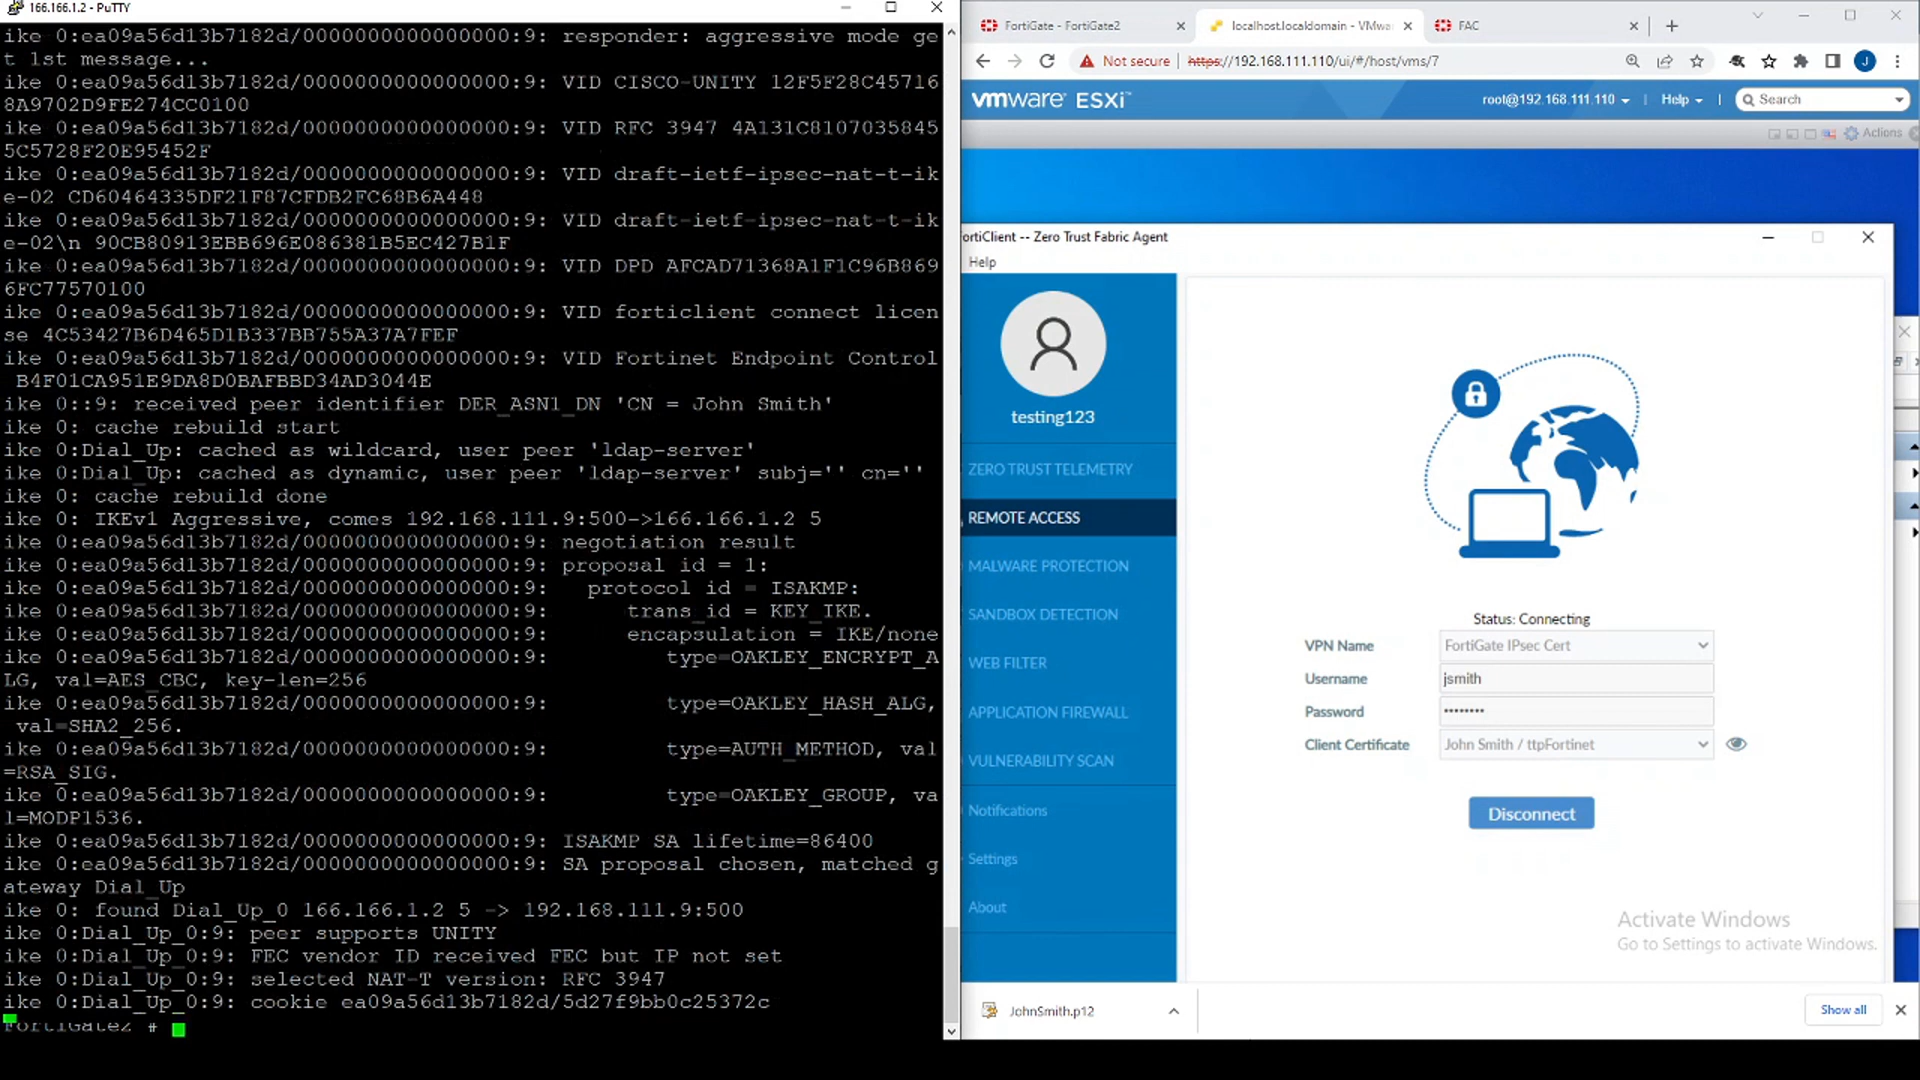 166.166.1.2 - PuTTY
ike 0:ea09a56d13b7182d/0000000000000000:9: responder: aggressive mode ge
t 1st message...
ike 0:ea09a56d13b7182d/0000000000000000:9: VID CISCO-UNITY 12F5F28C45716
8A9702D9FE274CC0100
ike 0:ea09a56d13b7182d/0000000000000000:9: VID RFC 3947 4A131C8107035845
5C5728F20E95452F
ike 0:ea09a56d13b7182d/0000000000000000:9: VID draft-ietf-ipsec-nat-t-ik
e-02 CD60464335DF21F87CFDB2FC68B6A448
ike 0:ea09a56d13b7182d/0000000000000000:9: VID draft-ietf-ipsec-nat-t-ik
e-02\n 90CB80913EBB696E086381B5EC427B1F
ike 0:ea09a56d13b7182d/0000000000000000:9: VID DPD AFCAD71368A1F1C96B869
6FC77570100
ike 0:ea09a56d13b7182d/0000000000000000:9: VID forticlient connect licen
se 4C53427B6D465D1B337BB755A37A7FEF
ike 0:ea09a56d13b7182d/0000000000000000:9: VID Fortinet Endpoint Control
B4F01CA951E9DA8D0BAFBBD34AD3044E
ike 0::9: received peer identifier DER_ASN1_DN 'CN = John Smith'
ike 0: cache rebuild start
ike 0:Dial_Up: cached as wildcard, user peer 'ldap-server'
ike 0:Dial_Up: cached as dynamic, user peer 'ldap-server' subj='' cn=''
ike 0: cache rebuild done
ike 0: IKEv1 Aggressive, comes 192.168.111.9:500->166.166.1.2 5
ike 0:ea09a56d13b7182d/0000000000000000:9: negotiation result
ike 0:ea09a56d13b7182d/0000000000000000:9: proposal id = 1:
ike 0:ea09a56d13b7182d/0000000000000000:9: protocol id = ISAKMP:
ike 0:ea09a56d13b7182d/0000000000000000:9: trans_id = KEY_IKE.
ike 0:ea09a56d13b7182d/0000000000000000:9: encapsulation = IKE/none
ike 0:ea09a56d13b7182d/0000000000000000:9: type=OAKLEY_ENCRYPT_A
LG, val=AES_CBC, key-len=256
ike 0:ea09a56d13b7182d/0000000000000000:9: type=OAKLEY_HASH_ALG,
val=SHA2_256.
ike 0:ea09a56d13b7182d/0000000000000000:9: type=AUTH_METHOD, val
=RSA_SIG.
ike 0:ea09a56d13b7182d/0000000000000000:9: type=OAKLEY_GROUP, va
l=MODP1536.
ike 0:ea09a56d13b7182d/0000000000000000:9: ISAKMP SA lifetime=86400
ike 0:ea09a56d13b7182d/0000000000000000:9: SA proposal chosen, matched g
ateway Dial_Up
ike 0: found Dial_Up_0 166.166.1.2 5 -> 192.168.111.9:500
ike 0:Dial_Up_0:9: peer supports UNITY
ike 0:Dial_Up_0:9: FEC vendor ID received FEC but IP not set
ike 0:Dial_Up_0:9: selected NAT-T version: RFC 3947
ike 0:Dial_Up_0:9: cookie ea09a56d13b7182d/5d27f9bb0c25372c
FortiGate2 #
FortiGate - FortiGate2
localhost.localdomain - VMwa
FAC
Not secure
https://192.168.111.110/ui/#/host/vms/7
J
vmware ESXi™
root@192.168.111.110
Help
Search
Actions
ortiClient -- Zero Trust Fabric Agent
Help
testing123
ZERO TRUST TELEMETRY
REMOTE ACCESS
MALWARE PROTECTION
SANDBOX DETECTION
WEB FILTER
APPLICATION FIREWALL
VULNERABILITY SCAN
Notifications
Settings
About
Status: Connecting
VPN Name
FortiGate IPsec Cert
Username
jsmith
Password
••••••••
Client Certificate
John Smith / ttpFortinet
Disconnect
Activate Windows
Go to Settings to activate Windows.
JohnSmith.p12
Show all